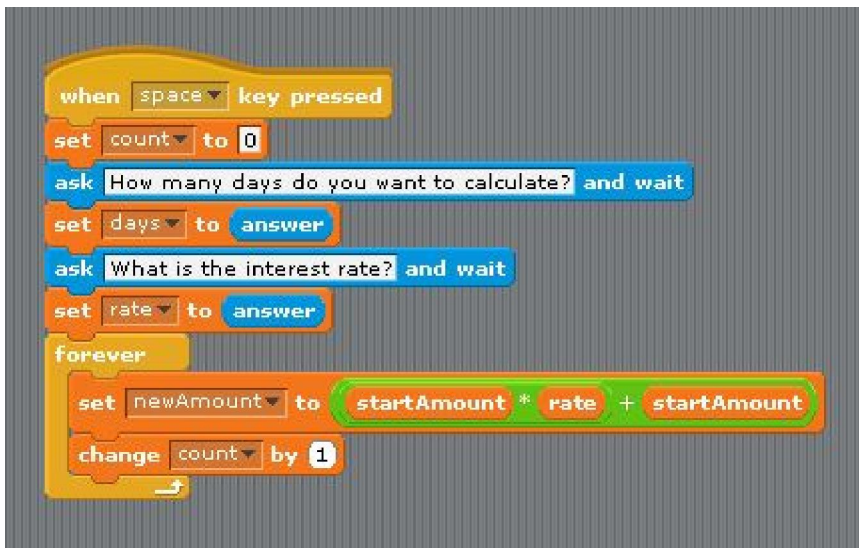 when space key pressed
set count to 0
ask How many days do you want to calculate? and wait
set days to answer
ask What is the interest rate? and wait
set rate to answer
forever
set newAmount to startAmount * rate + startAmount
change count by 1